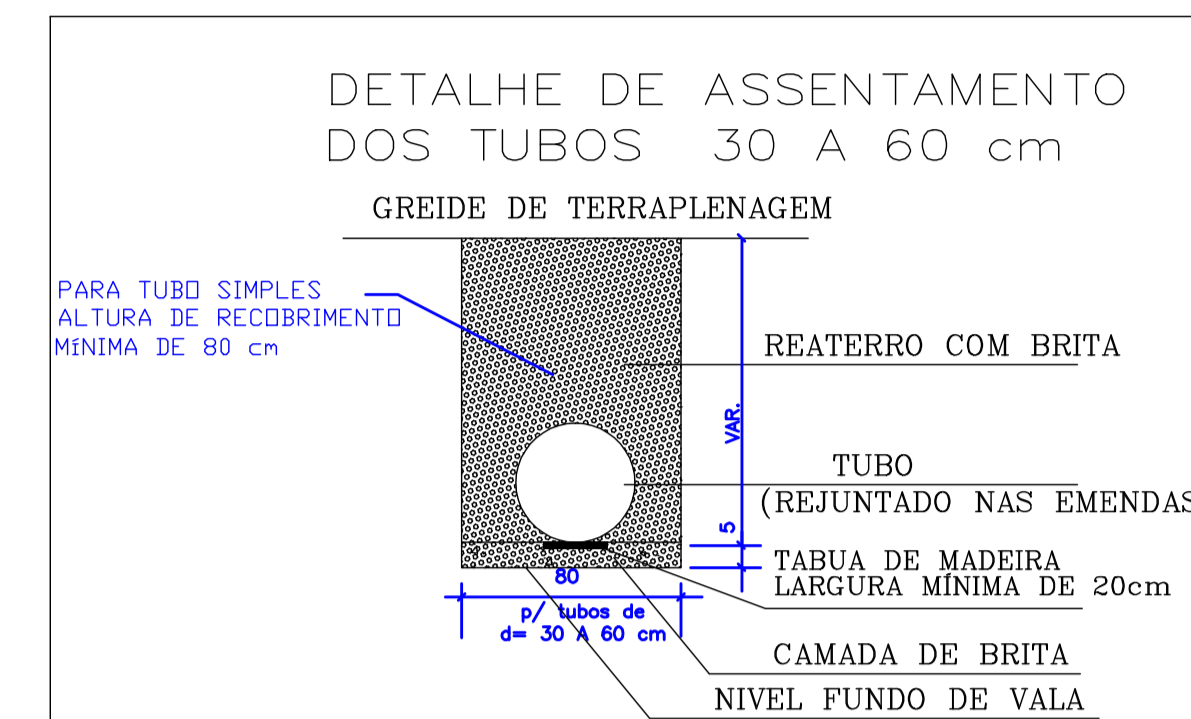 DETALHE DE ASSENTAMENTO
DOS TUBOS 30 A 60 cm
GREIDE DE TERRAPLENAGEM
PARA TUBO SIMPLES
ALTURA DE RECOBRIMENTO
MÍNIMA DE 80 cm
REATERRO COM BRITA
VAR.
TUBO
(REJUNTADO NAS EMENDAS
5
TABUA DE MADEIRA
LARGURA MÍNIMA DE 20cm
80
p/ tubos de
d= 30 A 60 cm
CAMADA DE BRITA
NIVEL FUNDO DE VALA